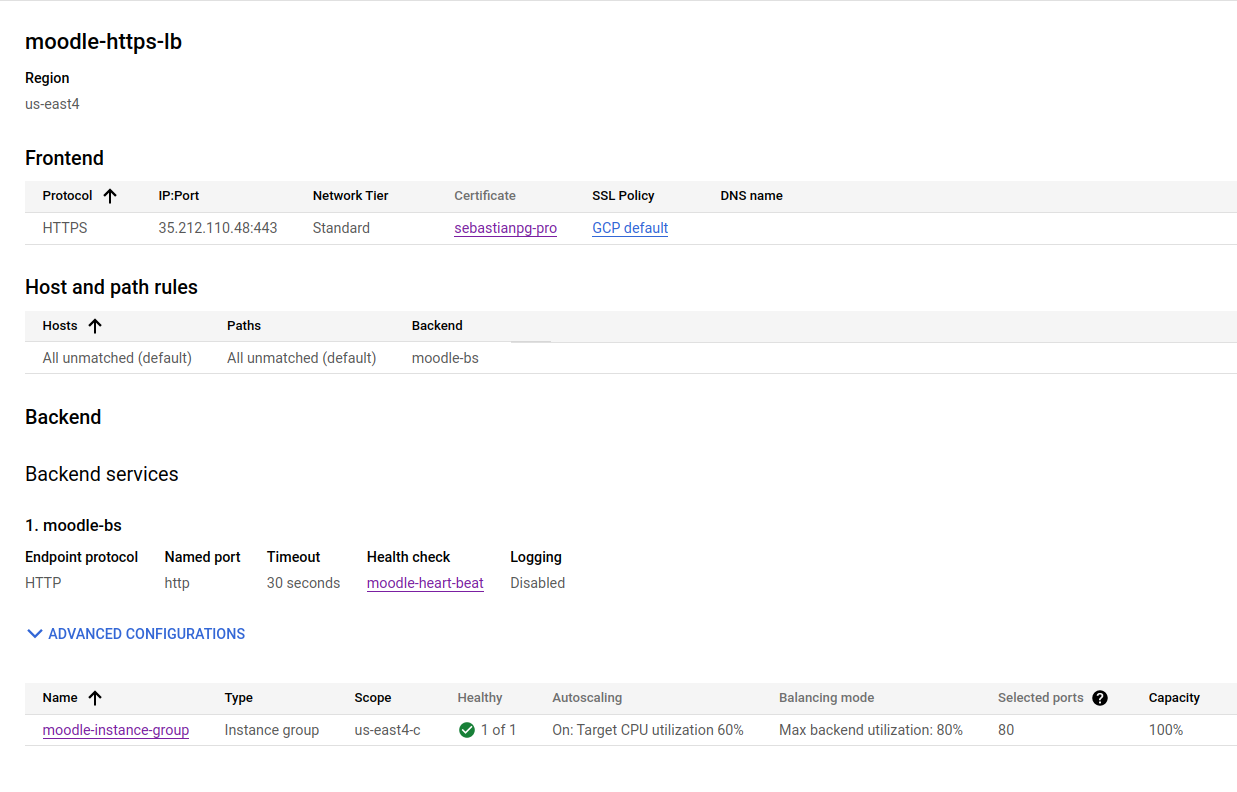 moodle-https-lb
Region
us-east4
Frontend
Protocol IP:Port Network Tier Certificate SSL Policy DNS name
HTTPS 35.212.110.48:443 Standard sebastianpg-pro GCP default
Host and path rules
Hosts Paths Backend
All unmatched (default) All unmatched (default) moodle-bs
Backend
Backend services
1. moodle-bs
Endpoint protocol Named port Timeout Health check Logging
HTTP http 30 seconds moodle-heart-beat Disabled
ADVANCED CONFIGURATIONS
Name Type Scope Healthy Autoscaling Balancing mode Selected ports ? Capacity
moodle-instance-group Instance group us-east4-c 1 of 1 On: Target CPU utilization 60% Max backend utilization: 80% 80 100%